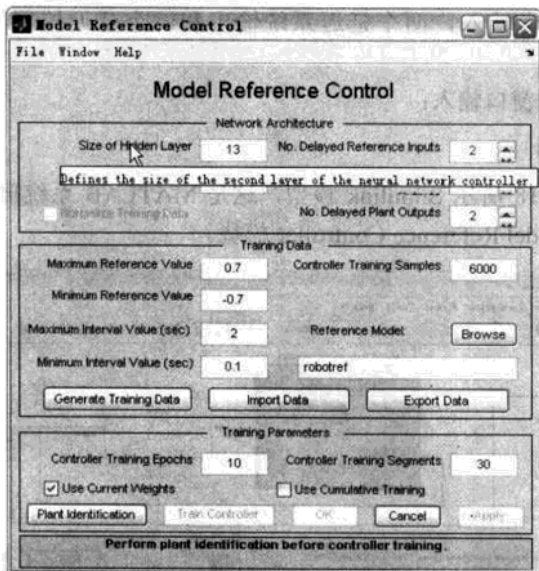 Model Reference Control
File Window Help
Model Reference Control
Network Architecture
Size of Hidden Layer 13 No. Delayed Reference Inputs 2
Defines the size of the second layer of the neural network controller.
Normalize Training Data No. Delayed Plant Outputs 2
Training Data
Maximum Reference Value 0.7 Controller Training Samples 6000
Minimum Reference Value -0.7
Maximum Interval Value (sec) 2 Reference Model: Browse
Minimum Interval Value (sec) 0.1 robotref
Generate Training Data Import Data Export Data
Training Parameters
Controller Training Epochs 10 Controller Training Segments 30
Use Current Weights Use Cumulative Training
Plant Identification Train Controller OK Cancel Apply
Perform plant identification before controller training.